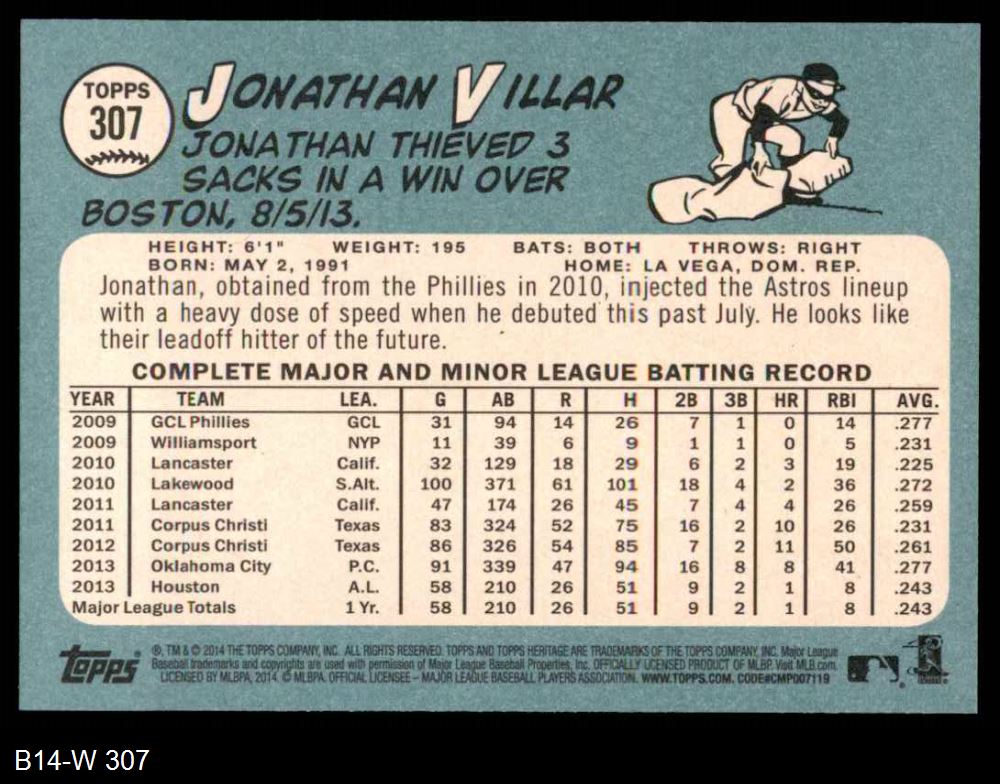 TOPPS
307
JONATHAN VILLAR
JONATHAN THIEVED 3
SACKS IN A WIN OVER
BOSTON, 8/5/13.
HEIGHT: 6'1" WEIGHT: 195 BATS: BOTH THROWS: RIGHT
BORN: MAY 2, 1991 HOME: LA VEGA, DOM. REP.
Jonathan, obtained from the Phillies in 2010, injected the Astros lineup
with a heavy dose of speed when he debuted this past July. He looks like
their leadoff hitter of the future.
COMPLETE MAJOR AND MINOR LEAGUE BATTING RECORD
YEAR TEAM LEA. G AB R H 2B 3B HR RBI AVG.
2009 GCL Phillies GCL 31 94 14 26 7 1 0 14 .277
2009 Williamsport NYP 11 39 6 9 1 1 0 5 .231
2010 Lancaster Calif. 32 129 18 29 6 2 3 19 .225
2010 Lakewood S.Alt. 100 371 61 101 18 4 2 36 .272
2011 Lancaster Calif. 47 174 26 45 7 4 4 26 .259
2011 Corpus Christi Texas 83 324 52 75 16 2 10 26 .231
2012 Corpus Christi Texas 86 326 54 85 7 2 11 50 .261
2013 Oklahoma City P.C. 91 339 47 94 16 8 8 41 .277
2013 Houston A.L. 58 210 26 51 9 2 1 8 .243
Major League Totals 1 Yr. 58 210 26 51 9 2 1 8 .243
Topps
®, TM & © 2014 THE TOPPS COMPANY, INC. ALL RIGHTS RESERVED. TOPPS AND TOPPS HERITAGE ARE TRADEMARKS OF THE TOPPS COMPANY, INC. Major League
Baseball trademarks and copyrights are used with permission of Major League Baseball Properties, Inc. OFFICIALLY LICENSED PRODUCT OF MLBP. Visit MLB.com.
LICENSED BY MLBPA, 2014. © MLBPA. OFFICIAL LICENSEE – MAJOR LEAGUE BASEBALL PLAYERS ASSOCIATION. WWW.TOPPS.COM. CODE#CMP007119
B14-W 307